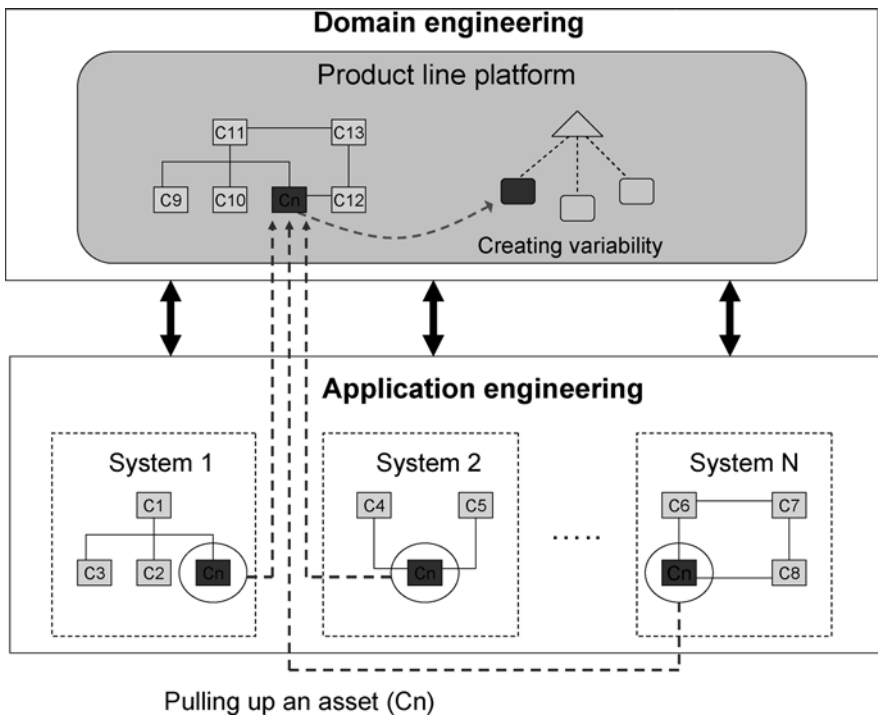 Domain engineering
Product line platform
C11 C13
C9 C10 Cn C12
Creating variability
Application engineering
System 1 System 2 System N
C1 C4 C5 C6 C7
.....
C3 C2 Cn Cn Cn C8
Pulling up an asset (Cn)